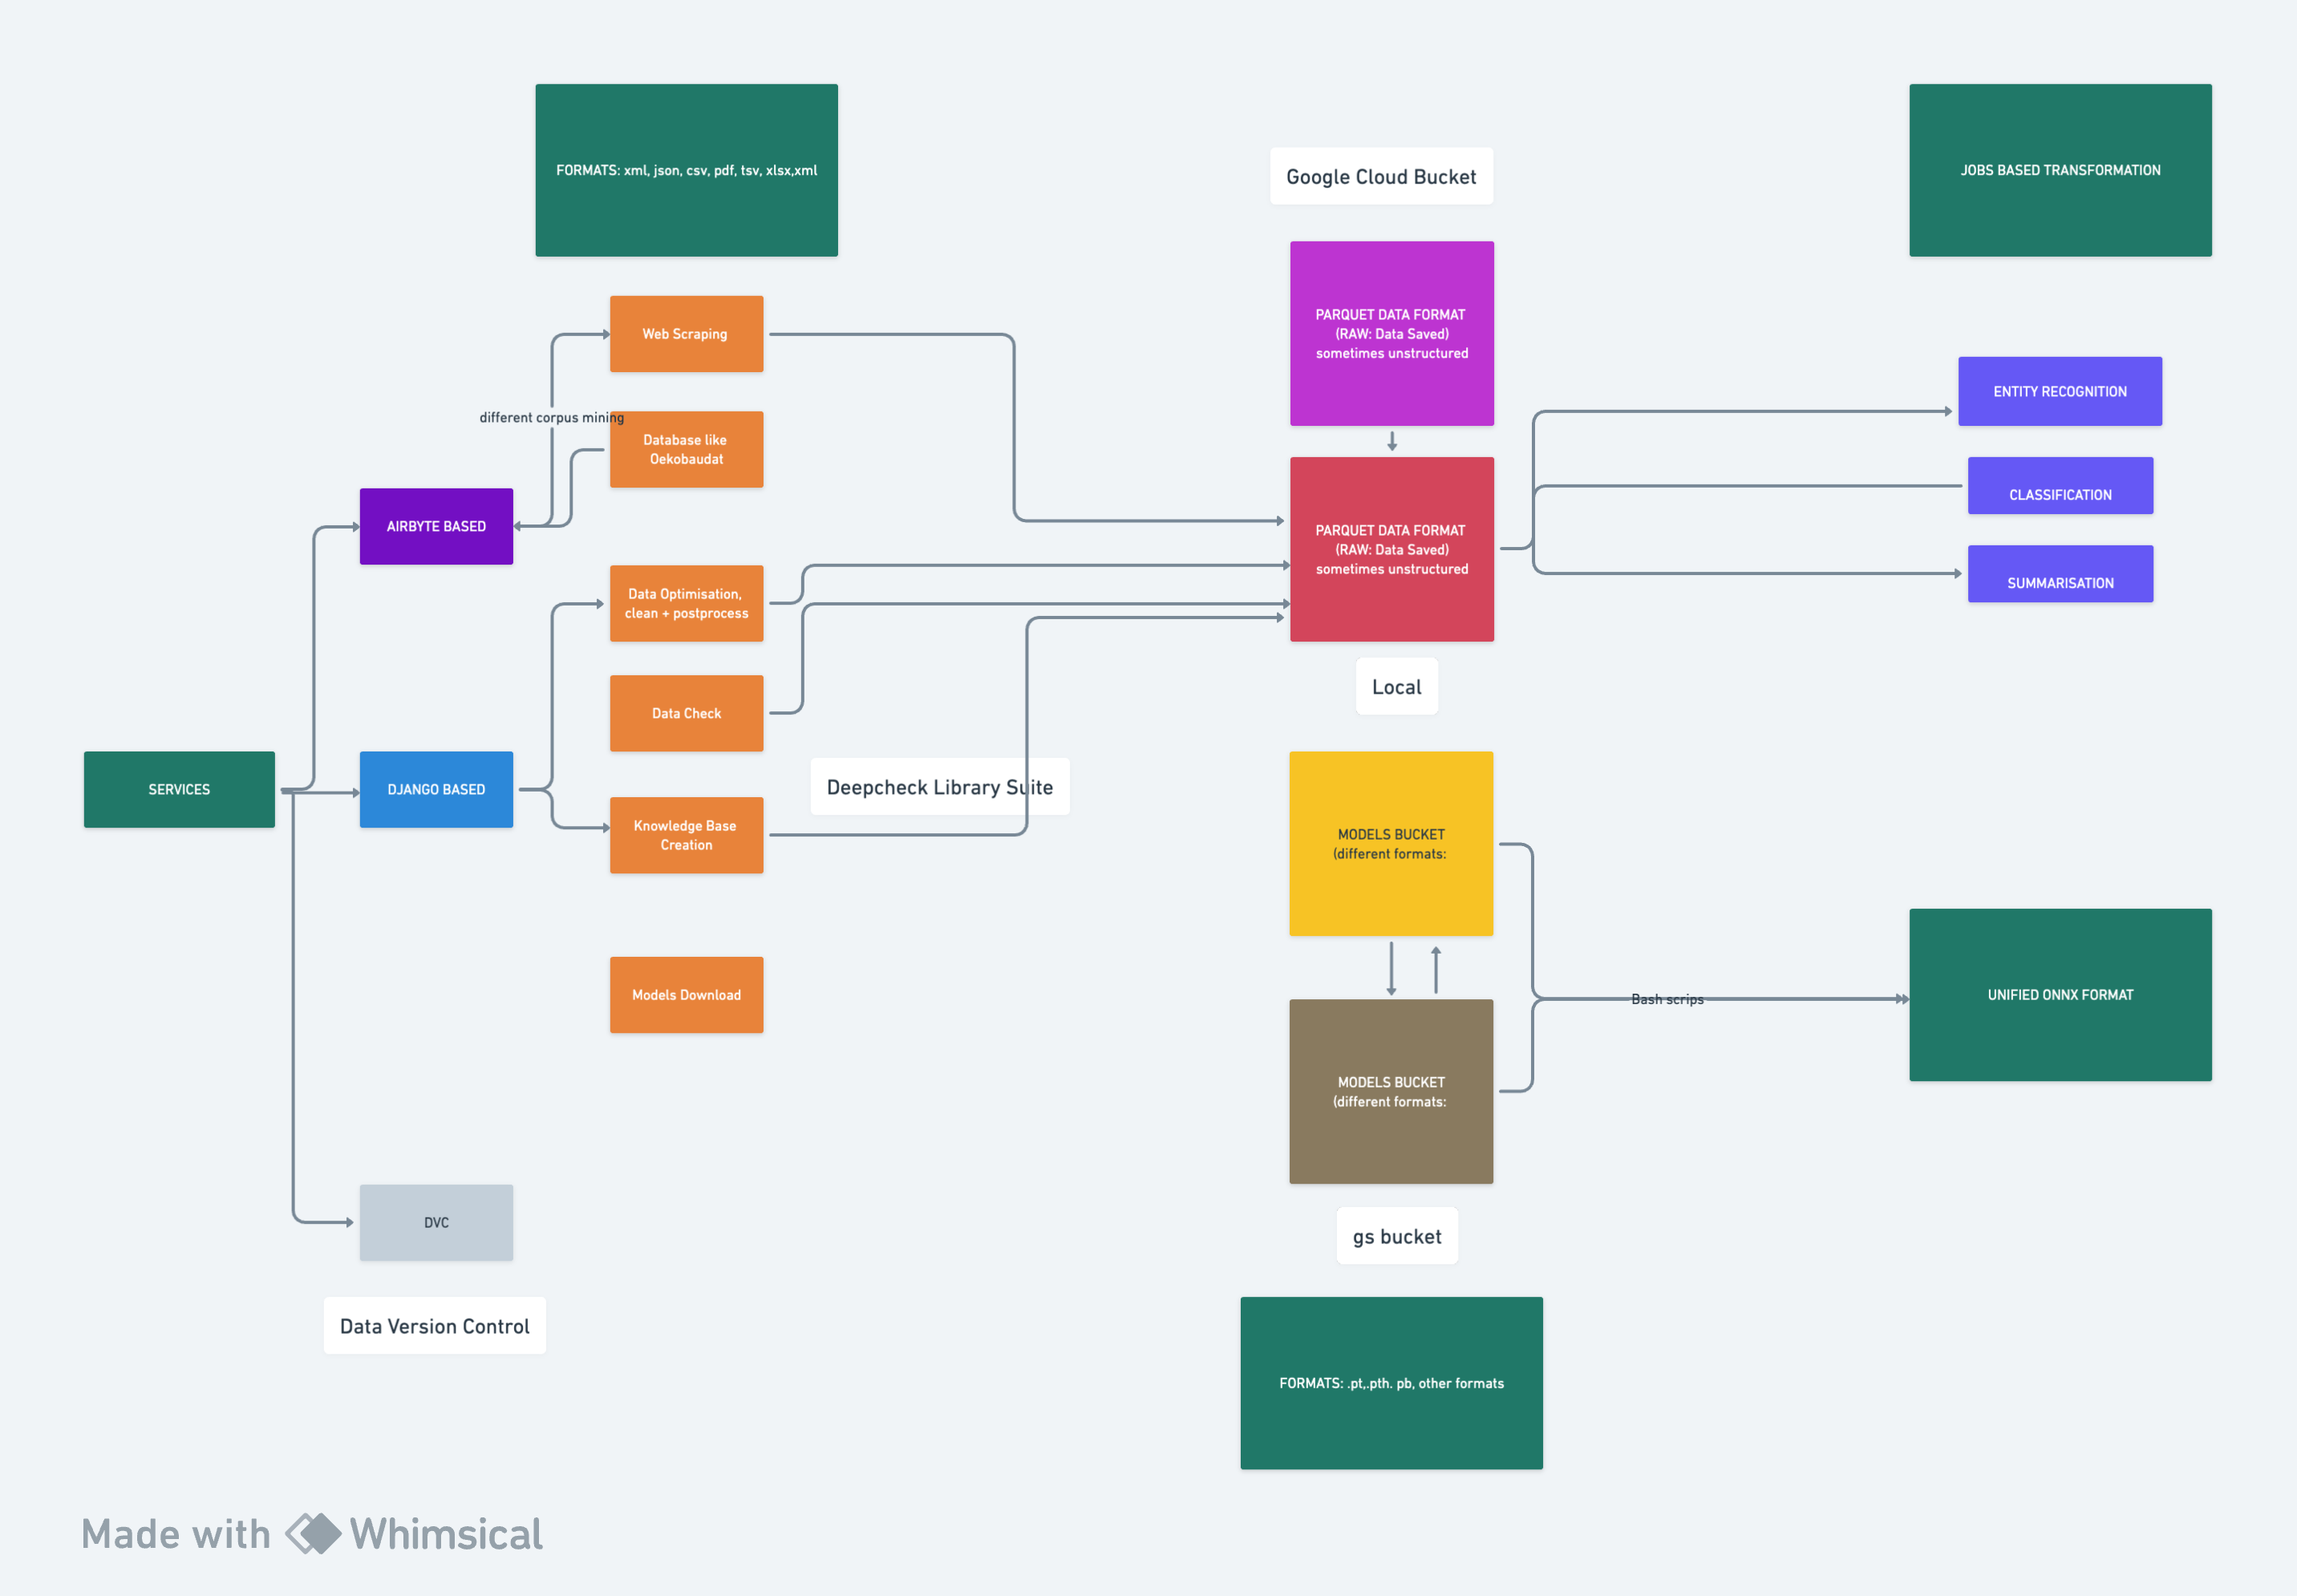 FORMATS: xml, json, csv, pdf, tsv, xlsx,xml
Google Cloud Bucket
JOBS BASED TRANSFORMATION
Web Scraping
different corpus mining
Database like
Oekobaudat
AIRBYTE BASED
PARQUET DATA FORMAT
(RAW: Data Saved)
sometimes unstructured
PARQUET DATA FORMAT
(RAW: Data Saved)
sometimes unstructured
Local
ENTITY RECOGNITION
CLASSIFICATION
SUMMARISATION
Data Optimisation,
clean + postprocess
Data Check
SERVICES
DJANGO BASED
Deepcheck Library Suite
Knowledge Base
Creation
Models Download
MODELS BUCKET
(different formats:
Bash scrips
UNIFIED ONNX FORMAT
MODELS BUCKET
(different formats:
gs bucket
DVC
Data Version Control
FORMATS: .pt,.pth. pb, other formats
Made with Whimsical